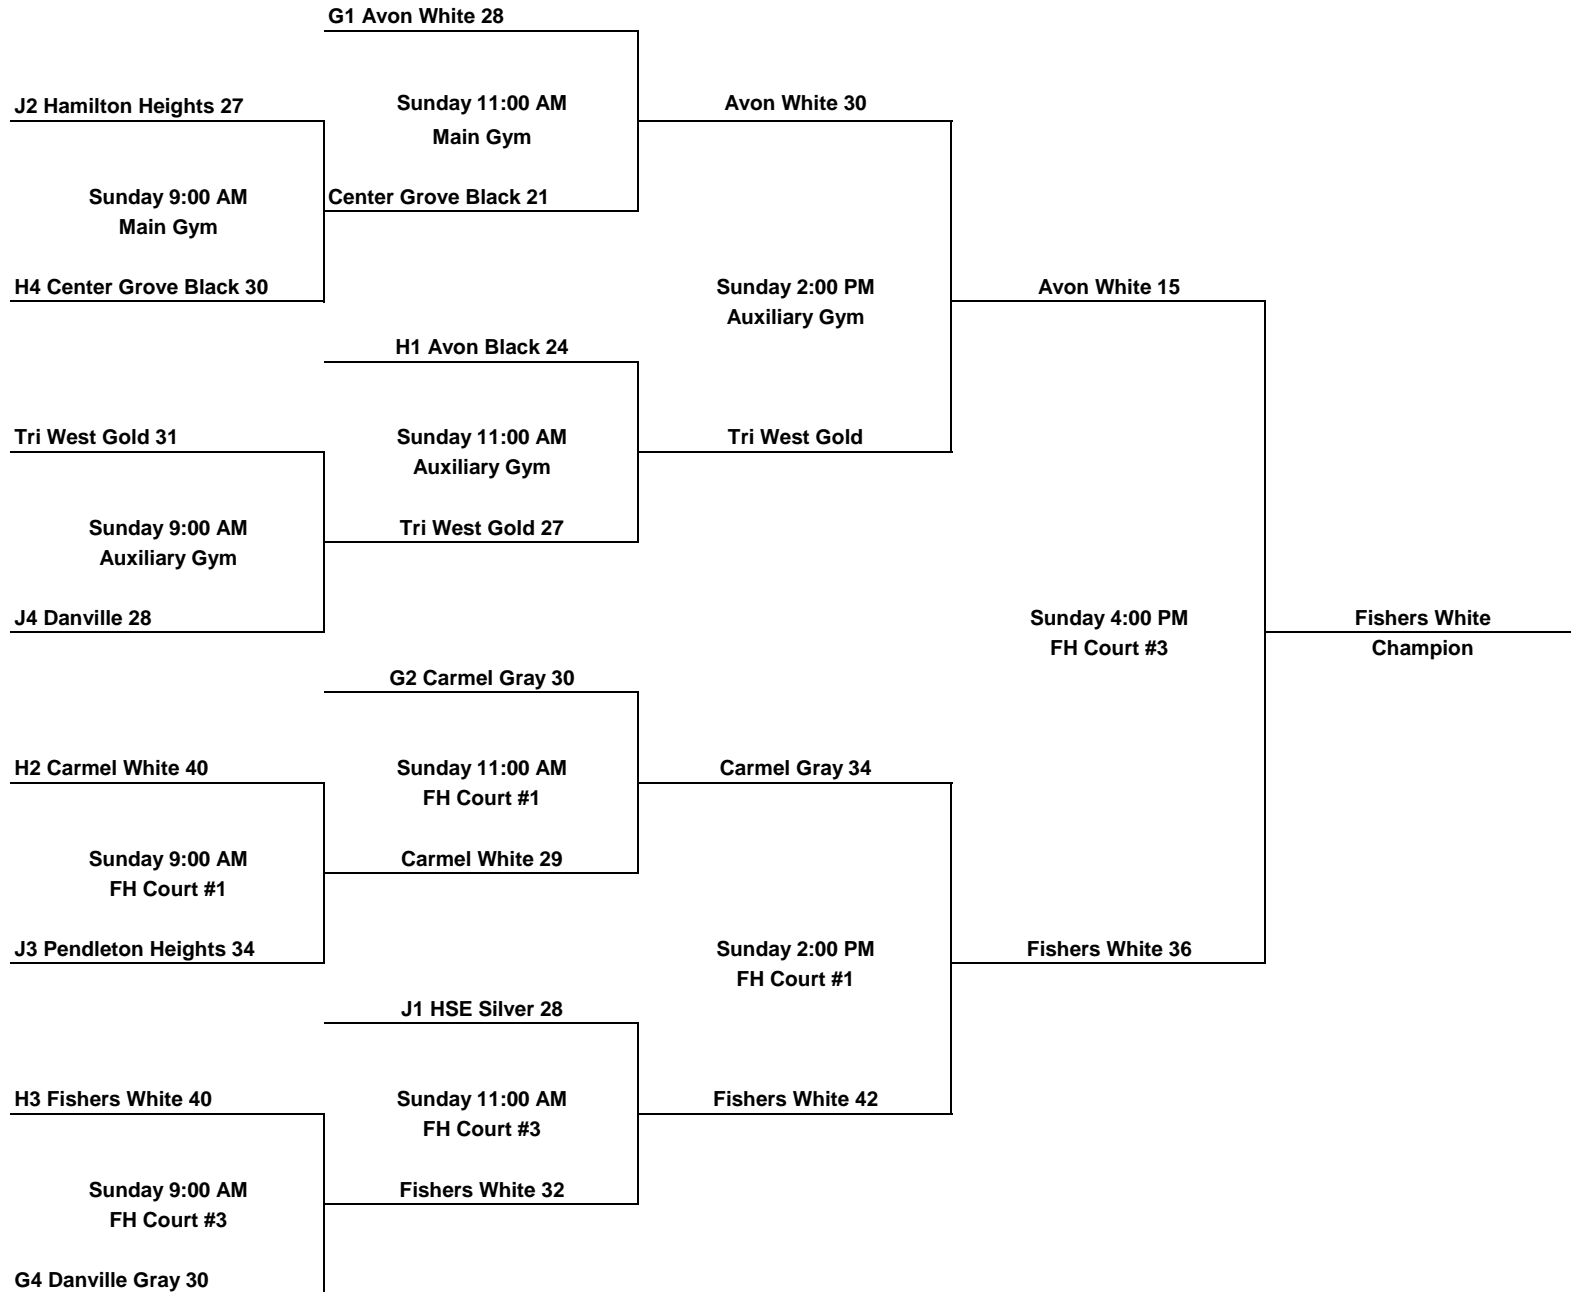 G1 Avon White 28
J2 Hamilton Heights 27
Sunday 11:00 AM
Avon White 30
Main Gym
Sunday 9:00 AM
Center Grove Black 21
Main Gym
H4 Center Grove Black 30
Sunday 2:00 PM
Avon White 15
Auxiliary Gym
H1 Avon Black 24
Tri West Gold 31
Sunday 11:00 AM
Tri West Gold
Auxiliary Gym
Sunday 9:00 AM
Tri West Gold 27
Auxiliary Gym
J4 Danville 28
Sunday 4:00 PM
Fishers White
FH Court #3
Champion
G2 Carmel Gray 30
H2 Carmel White 40
Sunday 11:00 AM
Carmel Gray 34
FH Court #1
Sunday 9:00 AM
Carmel White 29
FH Court #1
J3 Pendleton Heights 34
Sunday 2:00 PM
Fishers White 36
FH Court #1
J1 HSE Silver 28
H3 Fishers White 40
Sunday 11:00 AM
Fishers White 42
FH Court #3
Sunday 9:00 AM
Fishers White 32
FH Court #3
G4 Danville Gray 30